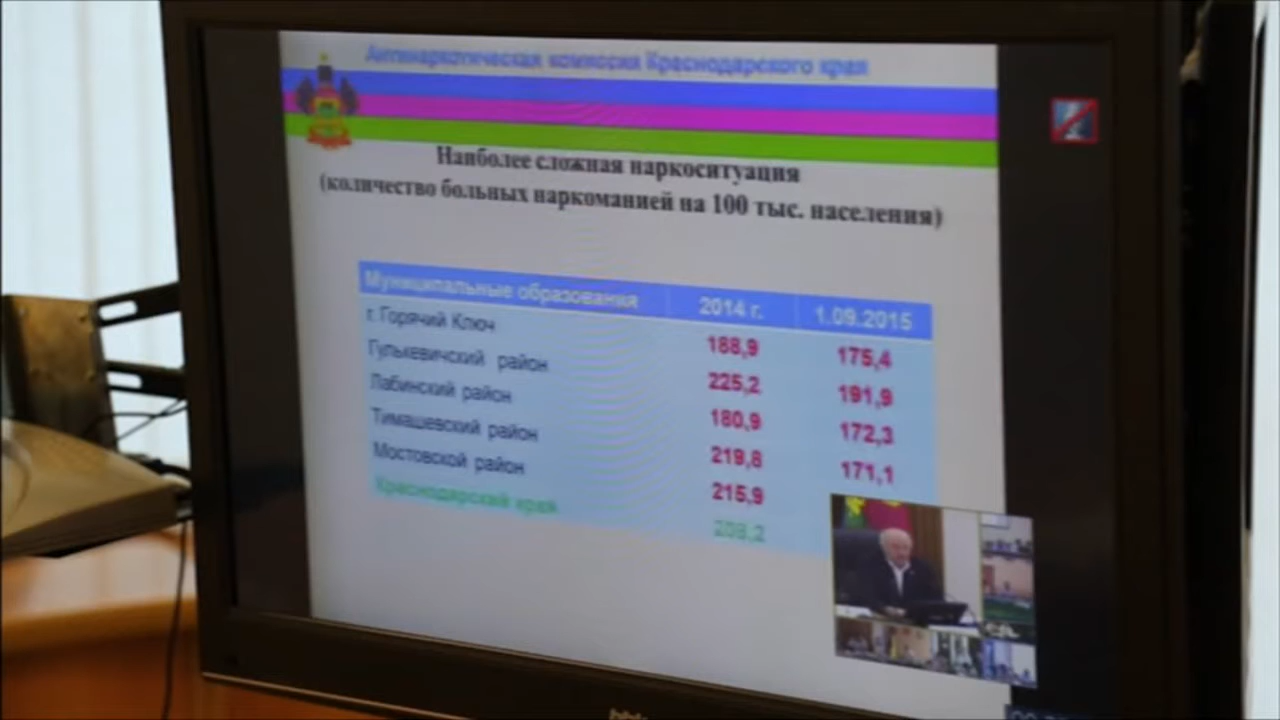 Антинаркотическая комиссия Краснодарского края
Наиболее сложная наркоситуация
(количество больных наркоманией на 100 тыс. населения)
Муниципальные образования 2014 г. 1.09.2015
г. Горячий Ключ 188,9 175,4
Гулькевичский район 225,2 191,9
Лабинский район 180,9 172,3
Тимашевский район 219,8 171,1
Мостовской район 215,9
Краснодарский край